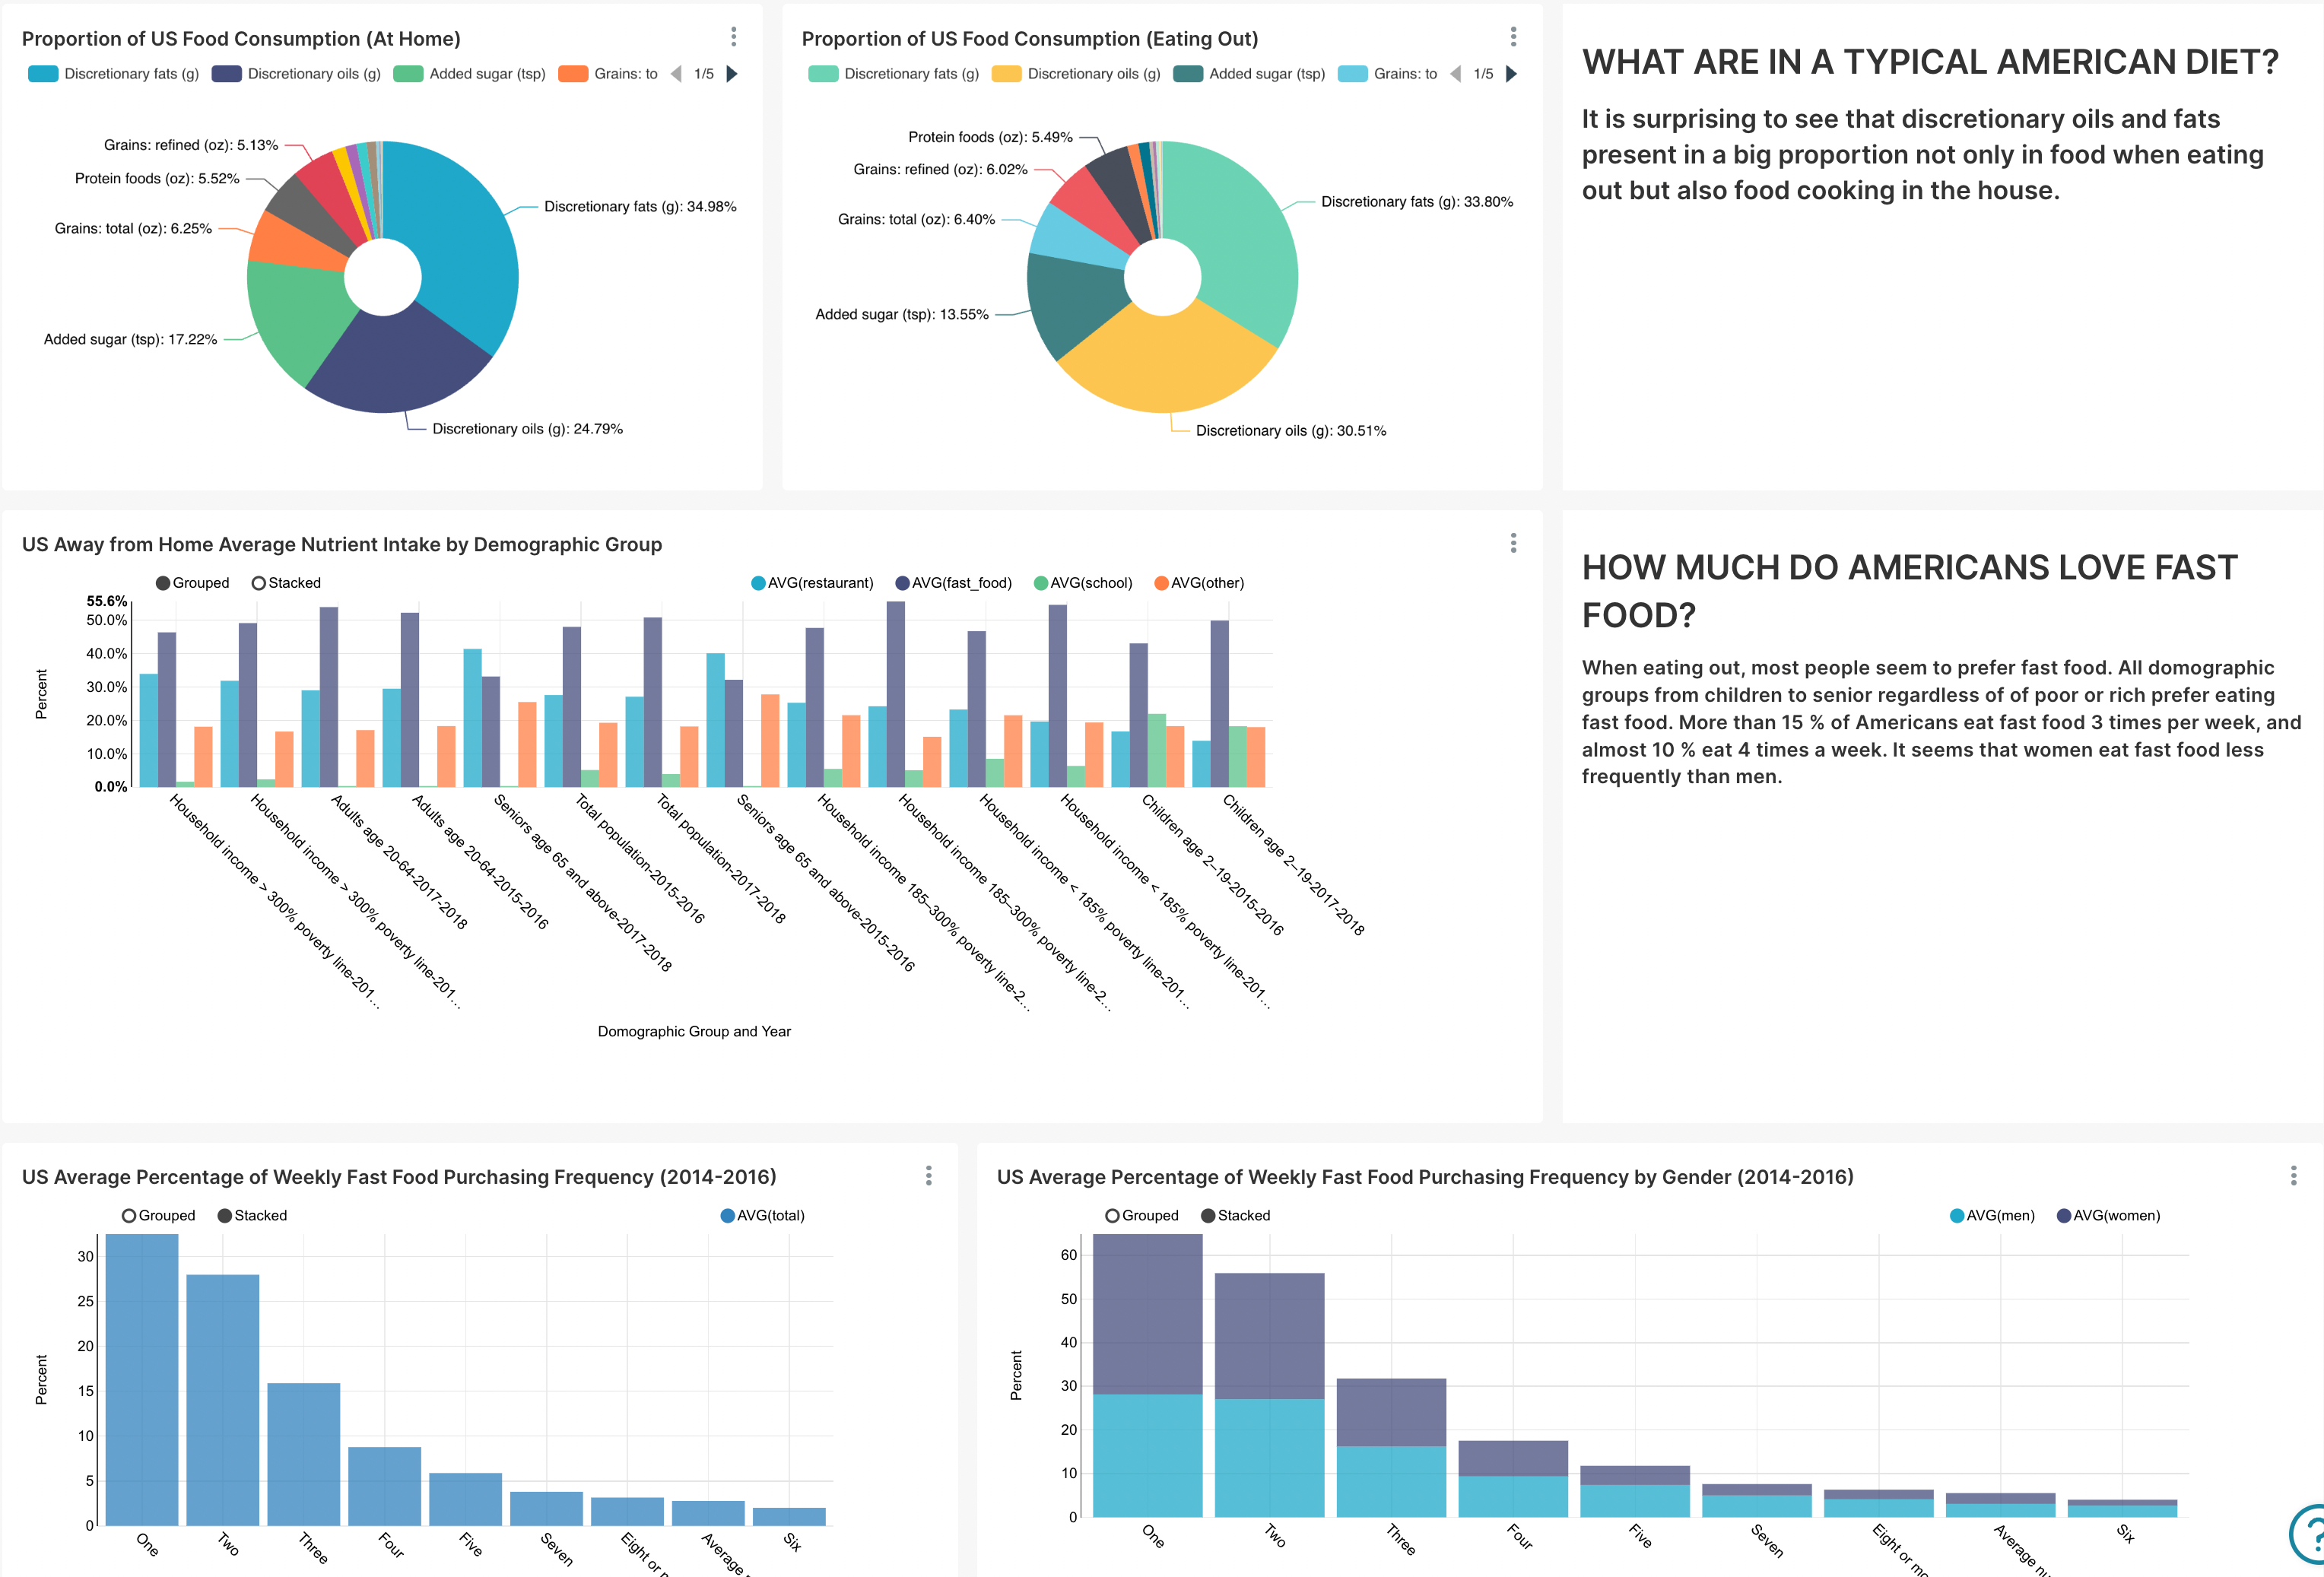 Proportion of US Food Consumption (At Home)
Discretionary fats (g)
Discretionary oils (g)
Added sugar (tsp)
Grains: to
1/5
Grains: refined (oz): 5.13%
Protein foods (oz): 5.52%
Grains: total (oz): 6.25%
Added sugar (tsp): 17.22%
Discretionary fats (g): 34.98%
Discretionary oils (g): 24.79%
Proportion of US Food Consumption (Eating Out)
Discretionary fats (g)
Discretionary oils (g)
Added sugar (tsp)
Grains: to
1/5
Protein foods (oz): 5.49%
Grains: refined (oz): 6.02%
Grains: total (oz): 6.40%
Added sugar (tsp): 13.55%
Discretionary fats (g): 33.80%
Discretionary oils (g): 30.51%
WHAT ARE IN A TYPICAL AMERICAN DIET?
It is surprising to see that discretionary oils and fats
present in a big proportion not only in food when eating
out but also food cooking in the house.
US Away from Home Average Nutrient Intake by Demographic Group
Grouped
Stacked
AVG(restaurant)
AVG(fast_food)
AVG(school)
AVG(other)
Percent
55.6%
50.0%
40.0%
30.0%
20.0%
10.0%
0.0%
Household income > 300% poverty line-201...
Household income > 300% poverty line-201...
Adults age 20-64-2017-2018
Adults age 20-64-2015-2016
Seniors age 65 and above-2017-2018
Total population-2015-2016
Total population-2017-2018
Seniors age 65 and above-2015-2016
Household income 185–300% poverty line-2...
Household income 185–300% poverty line-2...
Household income < 185% poverty line-201...
Household income < 185% poverty line-201...
Children age 2–19-2015-2016
Children age 2–19-2017-2018
Domographic Group and Year
HOW MUCH DO AMERICANS LOVE FAST
FOOD?
When eating out, most people seem to prefer fast food. All domographic
groups from children to senior regardless of of poor or rich prefer eating
fast food. More than 15 % of Americans eat fast food 3 times per week, and
almost 10 % eat 4 times a week. It seems that women eat fast food less
frequently than men.
US Average Percentage of Weekly Fast Food Purchasing Frequency (2014-2016)
Grouped
Stacked
AVG(total)
Percent
30
25
20
15
10
5
0
One
Two
Three
Four
Five
Seven
Eight or
Average
Six
US Average Percentage of Weekly Fast Food Purchasing Frequency by Gender (2014-2016)
Grouped
Stacked
AVG(men)
AVG(women)
Percent
60
50
40
30
20
10
0
One
Two
Three
Four
Five
Seven
Eight or mo
Average nu
Six
?